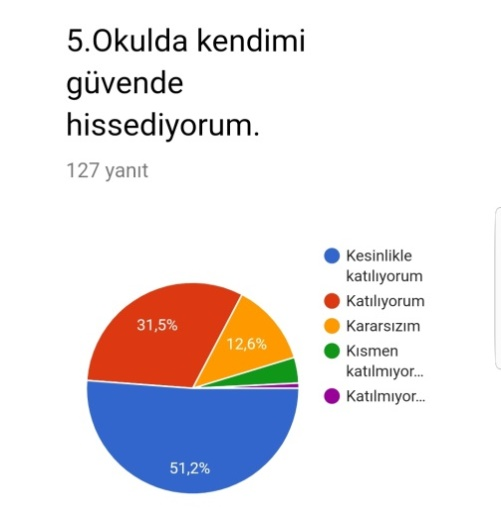 5.Okulda kendimi
güvende
hissediyorum.
127 yanıt
Kesinlikle
katılıyorum
Katılıyorum
Kararsızım
Kısmen
katılmıyor...
Katılmıyor...
31,5%
12,6%
51,2%